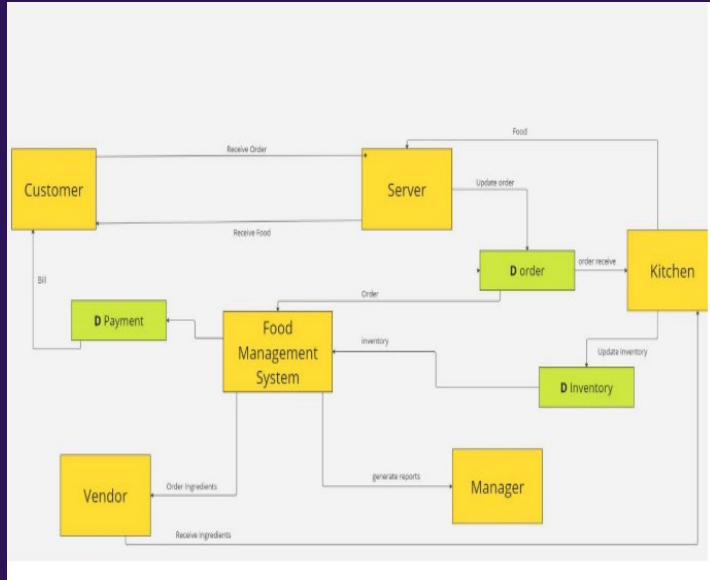 Food
Receive Order
Customer
Server
Update order
Receive Food
D order
order receive
Kitchen
Bill
Order
D Payment
Food
Management
System
inventory
Update Inventory
D Inventory
Vendor
Order Ingredients
generate reports
Manager
Receive Ingredients